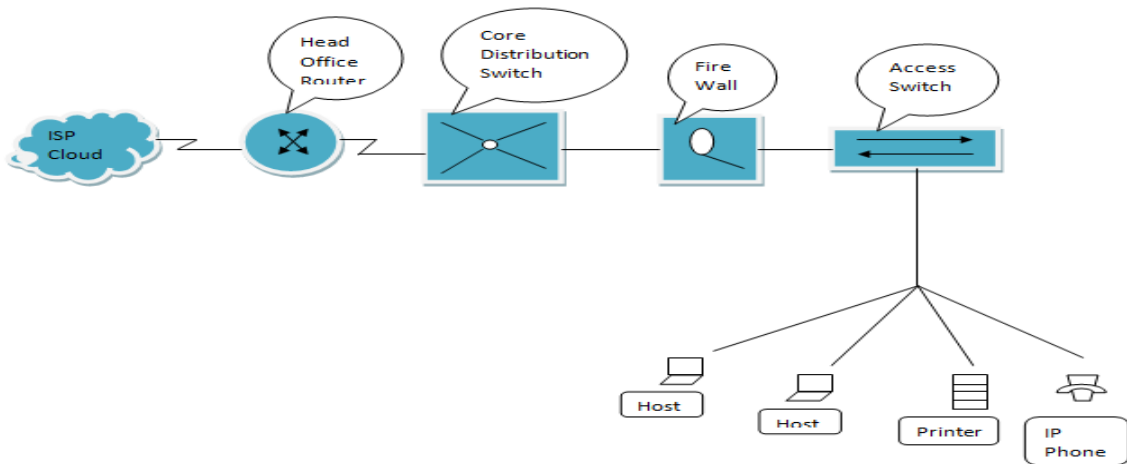 Head
Office
Router
Core
Distribution
Switch
Fire
Wall
Access
Switch
ISP
Cloud
Host
Host
Printer
IP
Phone